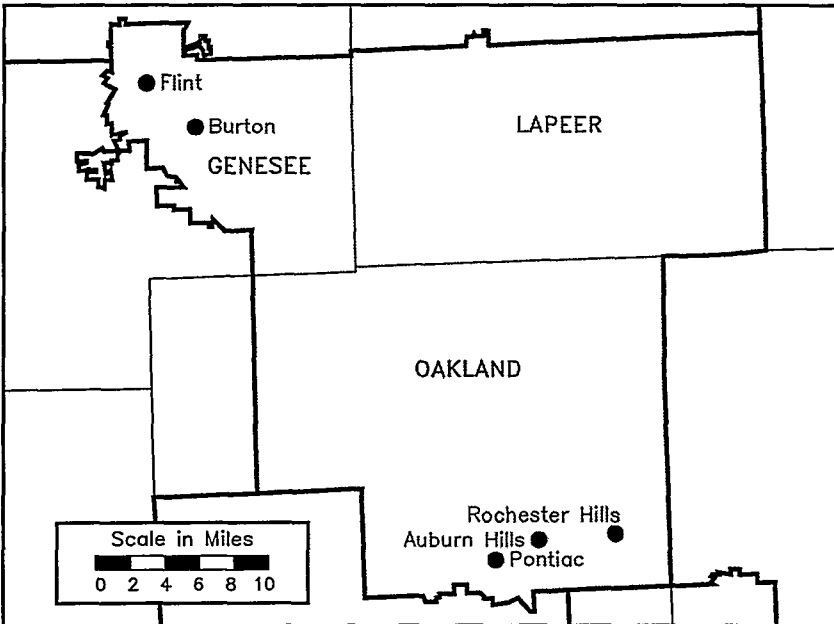 Flint
Burton
LAPEER
GENESEE
OAKLAND
Rochester Hills
Auburn Hills
Pontiac
Scale in Miles
0 2 4 6 8 10